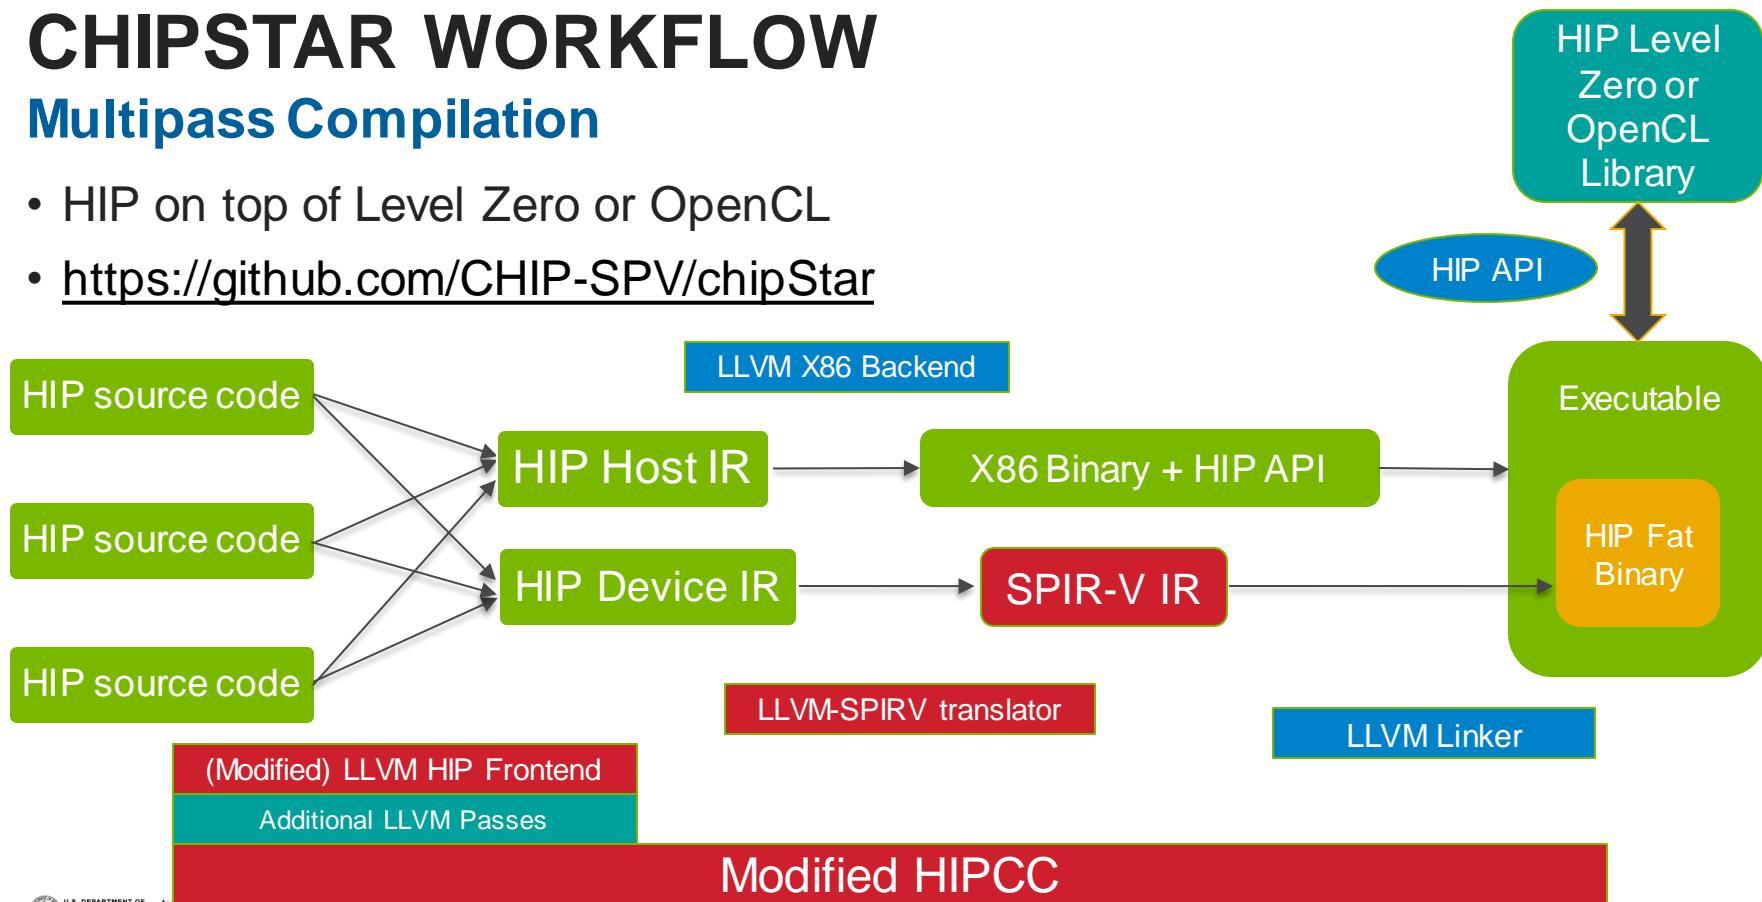 CHIPSTAR WORKFLOW
Multipass Compilation
• HIP on top of Level Zero or OpenCL
• https://github.com/CHIP-SPV/chipStar
HIP Level
Zero or
OpenCL
Library
HIP API
LLVM X86 Backend
HIP source code
HIP source code
HIP source code
HIP Host IR
X86 Binary + HIP API
Executable
HIP Device IR
SPIR-V IR
HIP Fat
Binary
LLVM-SPIRV translator
LLVM Linker
(Modified) LLVM HIP Frontend
Additional LLVM Passes
Modified HIPCC
U.S. DEPARTMENT OF